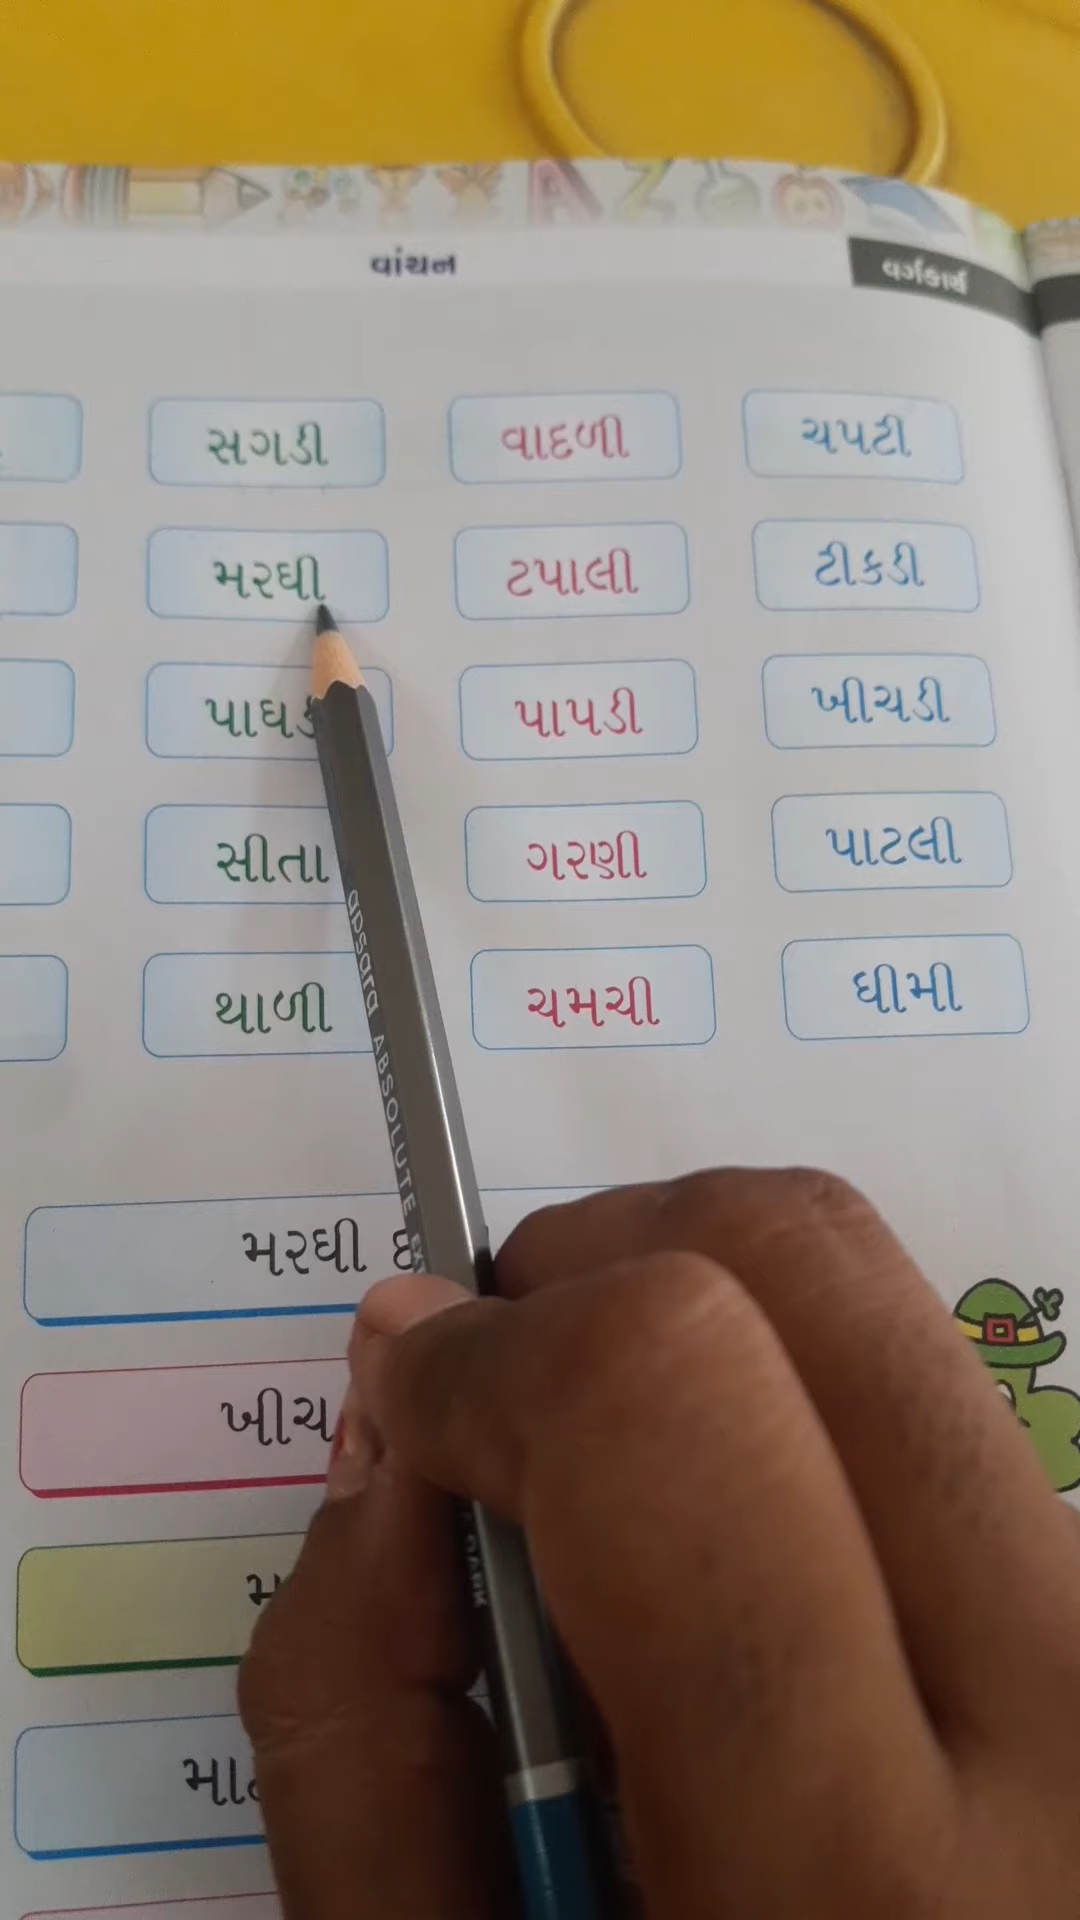 વાંચન વર્ગકાર્ય
સગડી વાદળી ચપટી
મરઘી ટપાલી ટીકડી
પાપડી ખીચડી
સીતા ગરણી પાટલી
થાળી ચમચી ધીમી
apsara ABSOLUTE
મરઘી